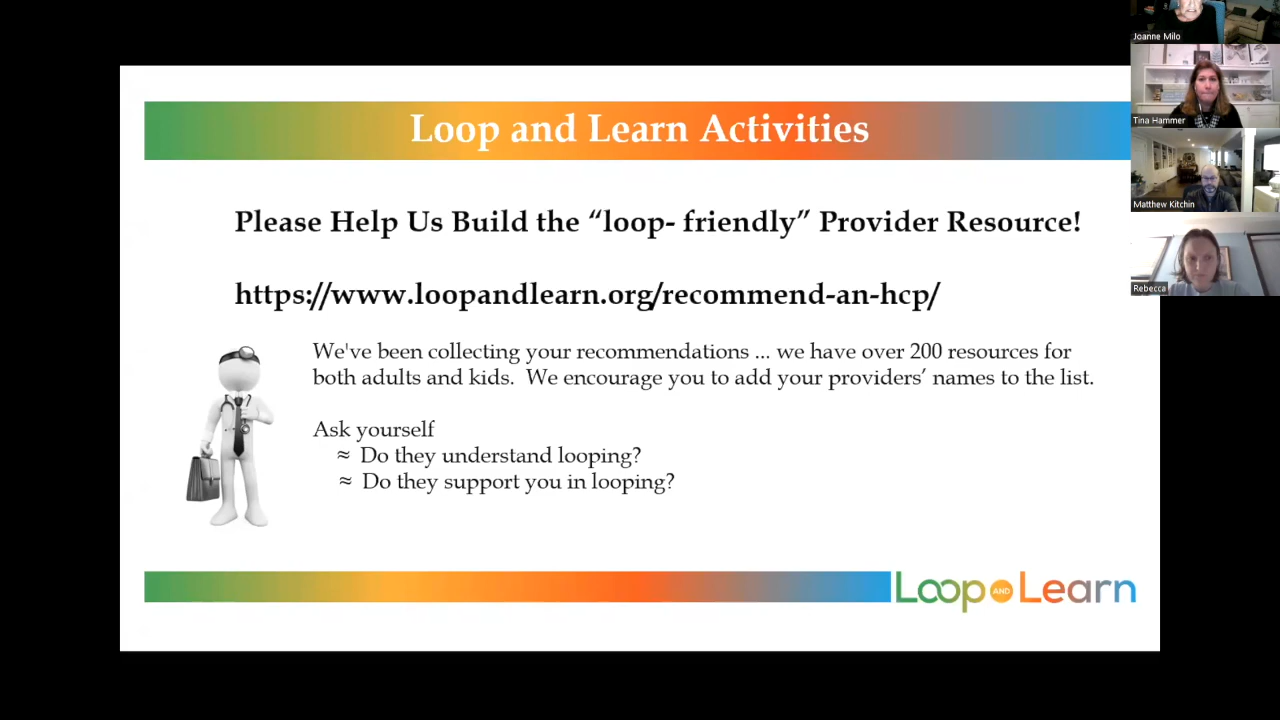 Loop and Learn Activities
Please Help Us Build the “loop- friendly” Provider Resource!
https://www.loopandlearn.org/recommend-an-hcp/
We've been collecting your recommendations ... we have over 200 resources for
both adults and kids.  We encourage you to add your providers’ names to the list.
Ask yourself
≈ Do they understand looping?
≈ Do they support you in looping?
Loop AND Learn
Joanne Milo
Tina Hammer
Matthew Kitchin
Rebecca